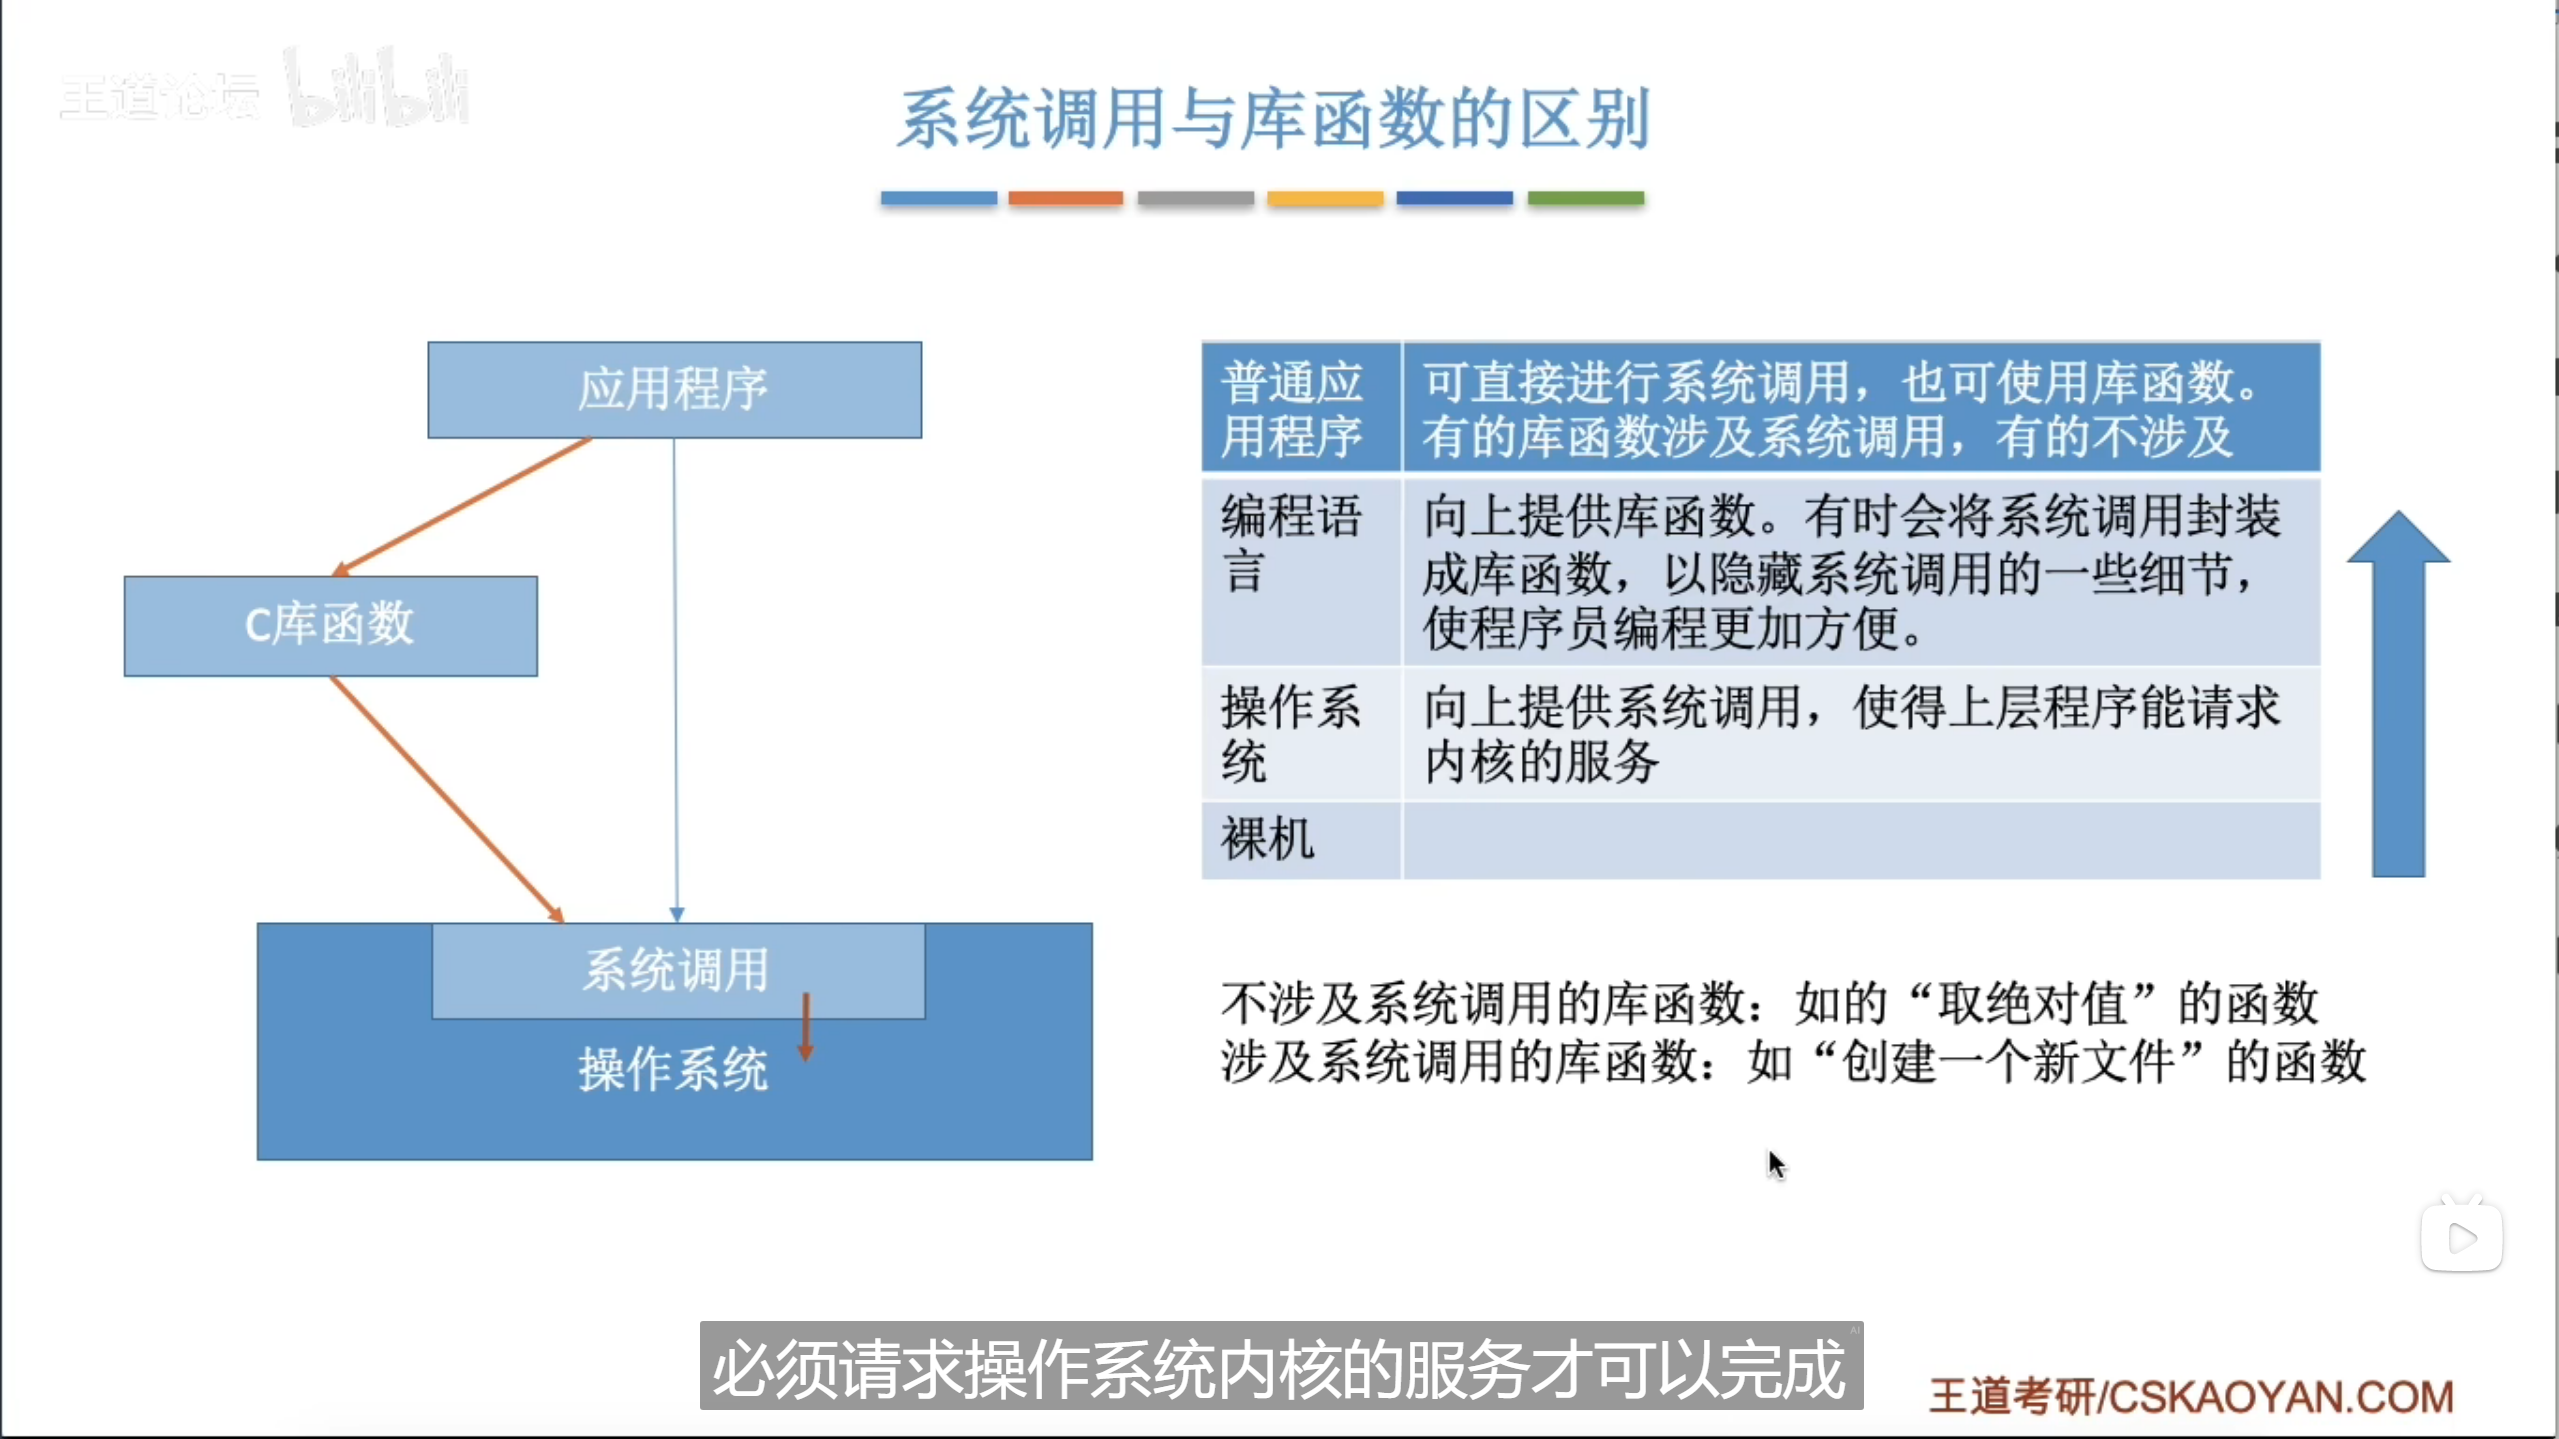 王道论坛 bilibili
系统调用与库函数的区别
应用程序
C库函数
系统调用
操作系统
普通应
用程序
可直接进行系统调用，也可使用库函数。
有的库函数涉及系统调用，有的不涉及
编程语
言
向上提供库函数。有时会将系统调用封装
成库函数，以隐藏系统调用的一些细节，
使程序员编程更加方便。
操作系
统
向上提供系统调用，使得上层程序能请求
内核的服务
裸机
不涉及系统调用的库函数：如的“取绝对值”的函数
涉及系统调用的库函数：如“创建一个新文件”的函数
AI
必须请求操作系统内核的服务才可以完成
王道考研/CSKAOYAN.COM